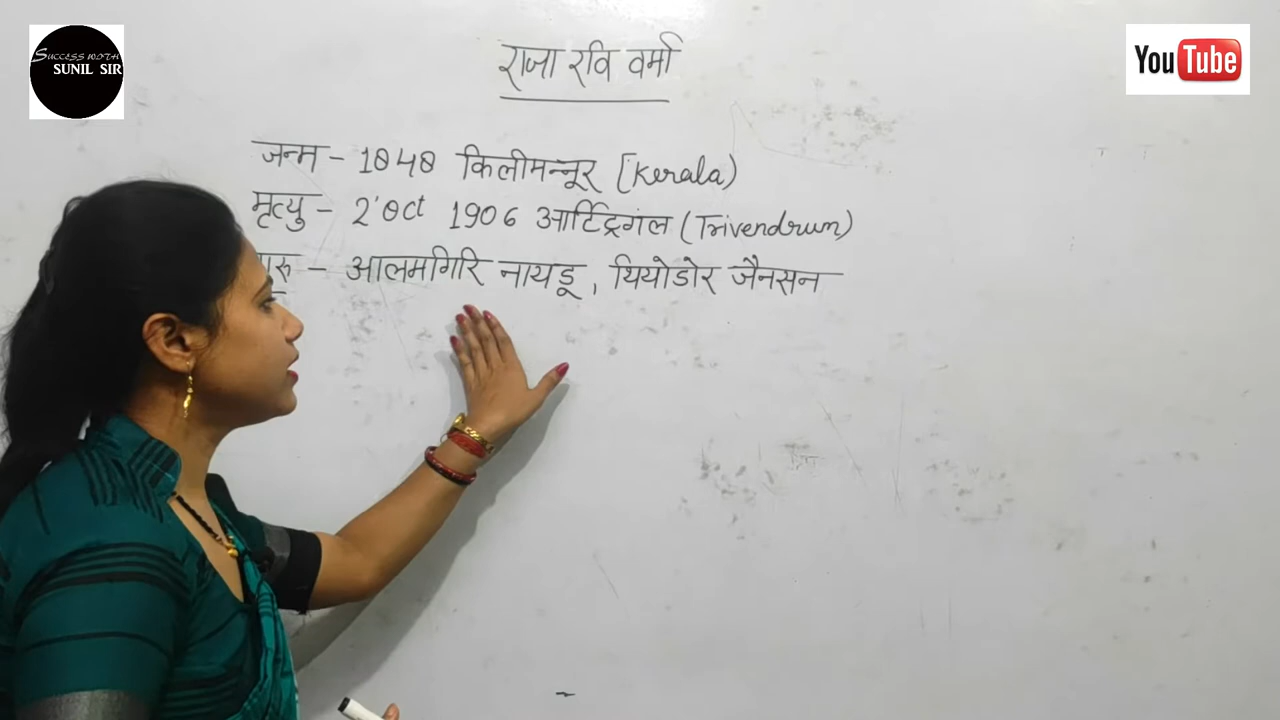 SUCCESS WITH
SUNIL SIR
YouTube
राजा रवि वर्मा
जन्म - 1848 किलीमन्नूर (Kerala)
मृत्यु - 2 Oct 1906 आर्टिट्रगंल (Trivendrum)
गुरु - आलमगिरि नायडू, थियोडोर जैनसन